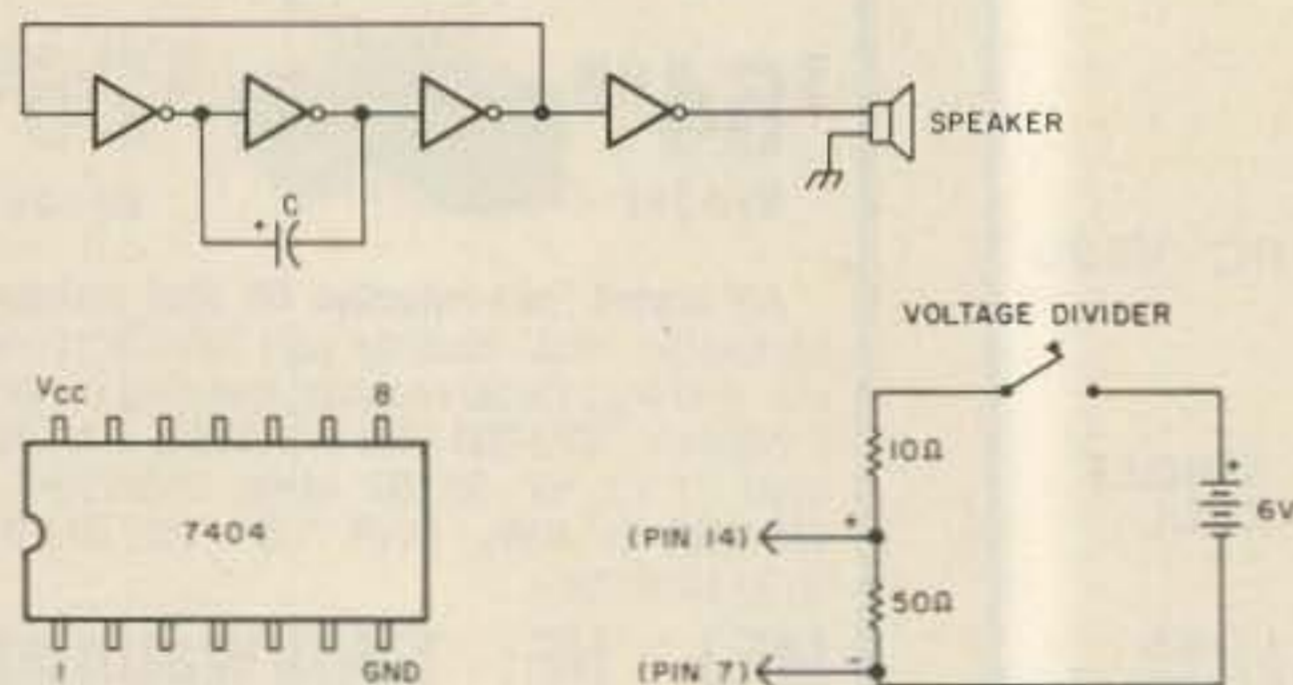 SPEAKER
+ C
VOLTAGE DIVIDER
VCC 8
10Ω
+
7404
(PIN 14) +
6V
50Ω
(PIN 7) -
1 GND